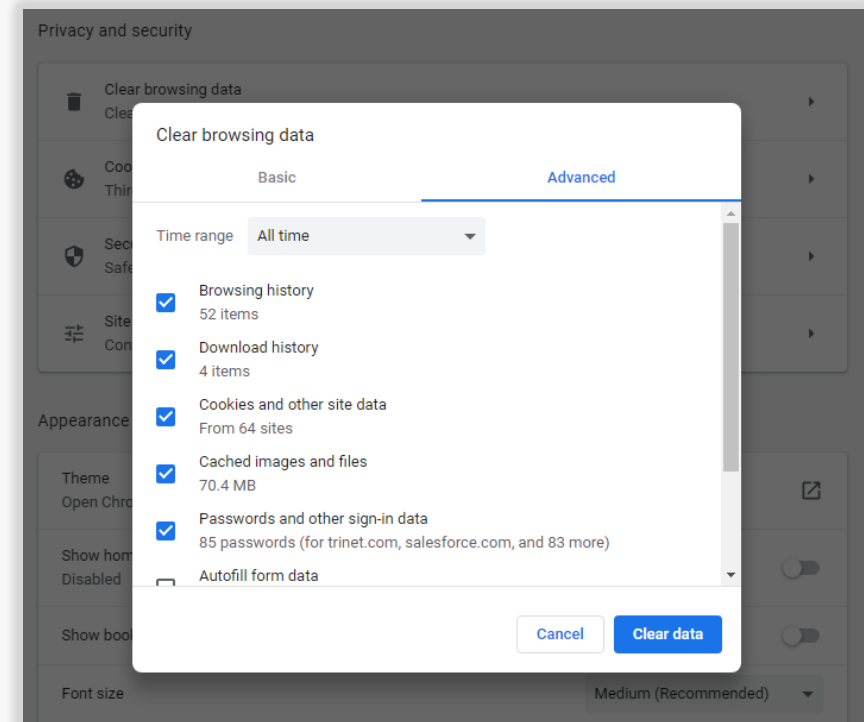 Privacy and security
Clear browsing data
Clea
Clear browsing data
Basic
Advanced
Coo
Thir
Time range
All time
Secu
Safe
Browsing history
52 items
Site
Con
Download history
4 items
Cookies and other site data
From 64 sites
Appearance
Cached images and files
70.4 MB
Theme
Open Chro
Passwords and other sign-in data
85 passwords (for trinet.com, salesforce.com, and 83 more)
Show hom
Disabled
Autofill form data
Cancel
Clear data
Show bool
Font size
Medium (Recommended)